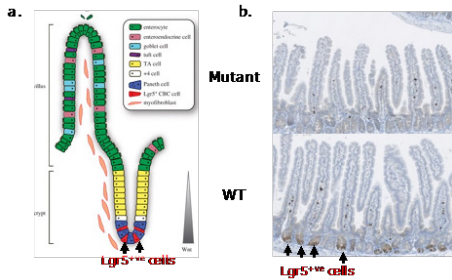 a.
enterocyte
enteroendocrine cell
goblet cell
tuft cell
TA cell
+4 cell
Paneth cell
Lgr5⁺ CBC cell
myofibroblast
villus
crypt
Wnt
Lgr5+ve cells
b.
Mutant
WT
Lgr5+ve cells